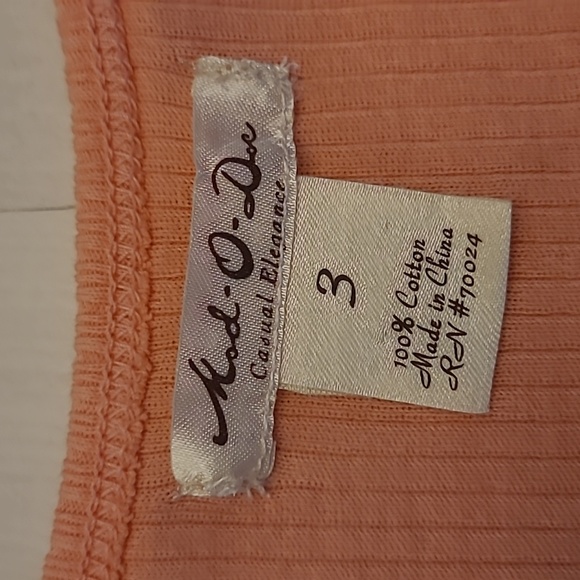 Mod-O-Doc
Casual Elegance
3
100% Cotton
Made in China
RN #70024